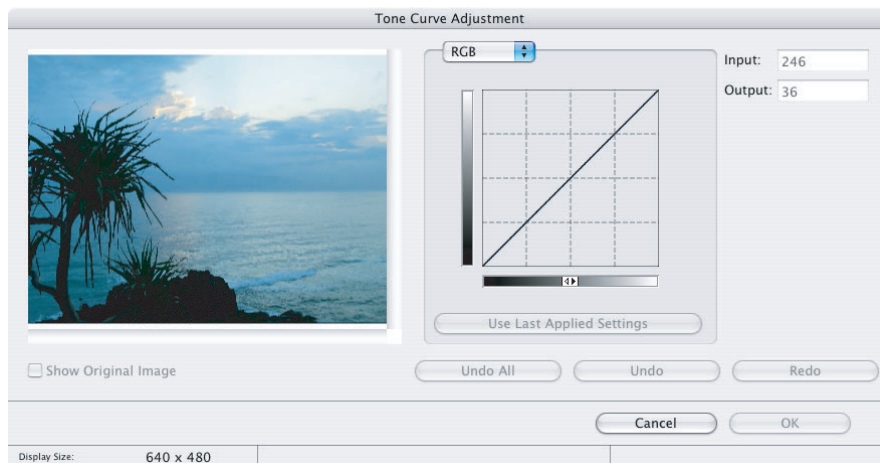 Tone Curve Adjustment
RGB
Input: 246
Output: 36
Use Last Applied Settings
Show Original Image
Undo All
Undo
Redo
Cancel
OK
Display Size: 640 x 480